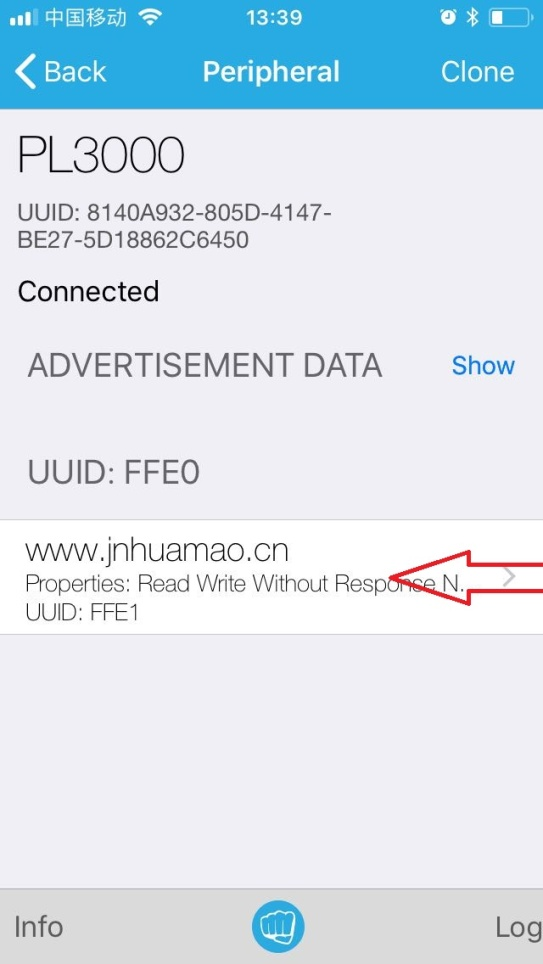 中国移动 13:39
Back Peripheral Clone
PL3000
UUID: 8140A932-805D-4147-
BE27-5D18862C6450
Connected
ADVERTISEMENT DATA Show
UUID: FFE0
www.jnhuamao.cn
Properties: Read Write Without Response N.
UUID: FFE1
Info Log